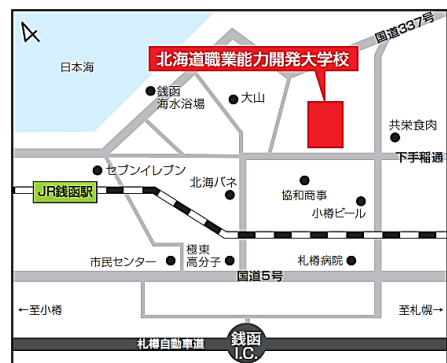 国道337号
日本海
北海道職業能力開発大学校
銭函
海水浴場
大山
共栄食肉
下手稲通
セブンイレブン
JR銭函駅
北海バネ
協和商事
小樽ビール
市民センター
極東
高分子
札樽病院
国道5号
←至小樽
至札幌→
札樽自動車道
銭函
I.C.